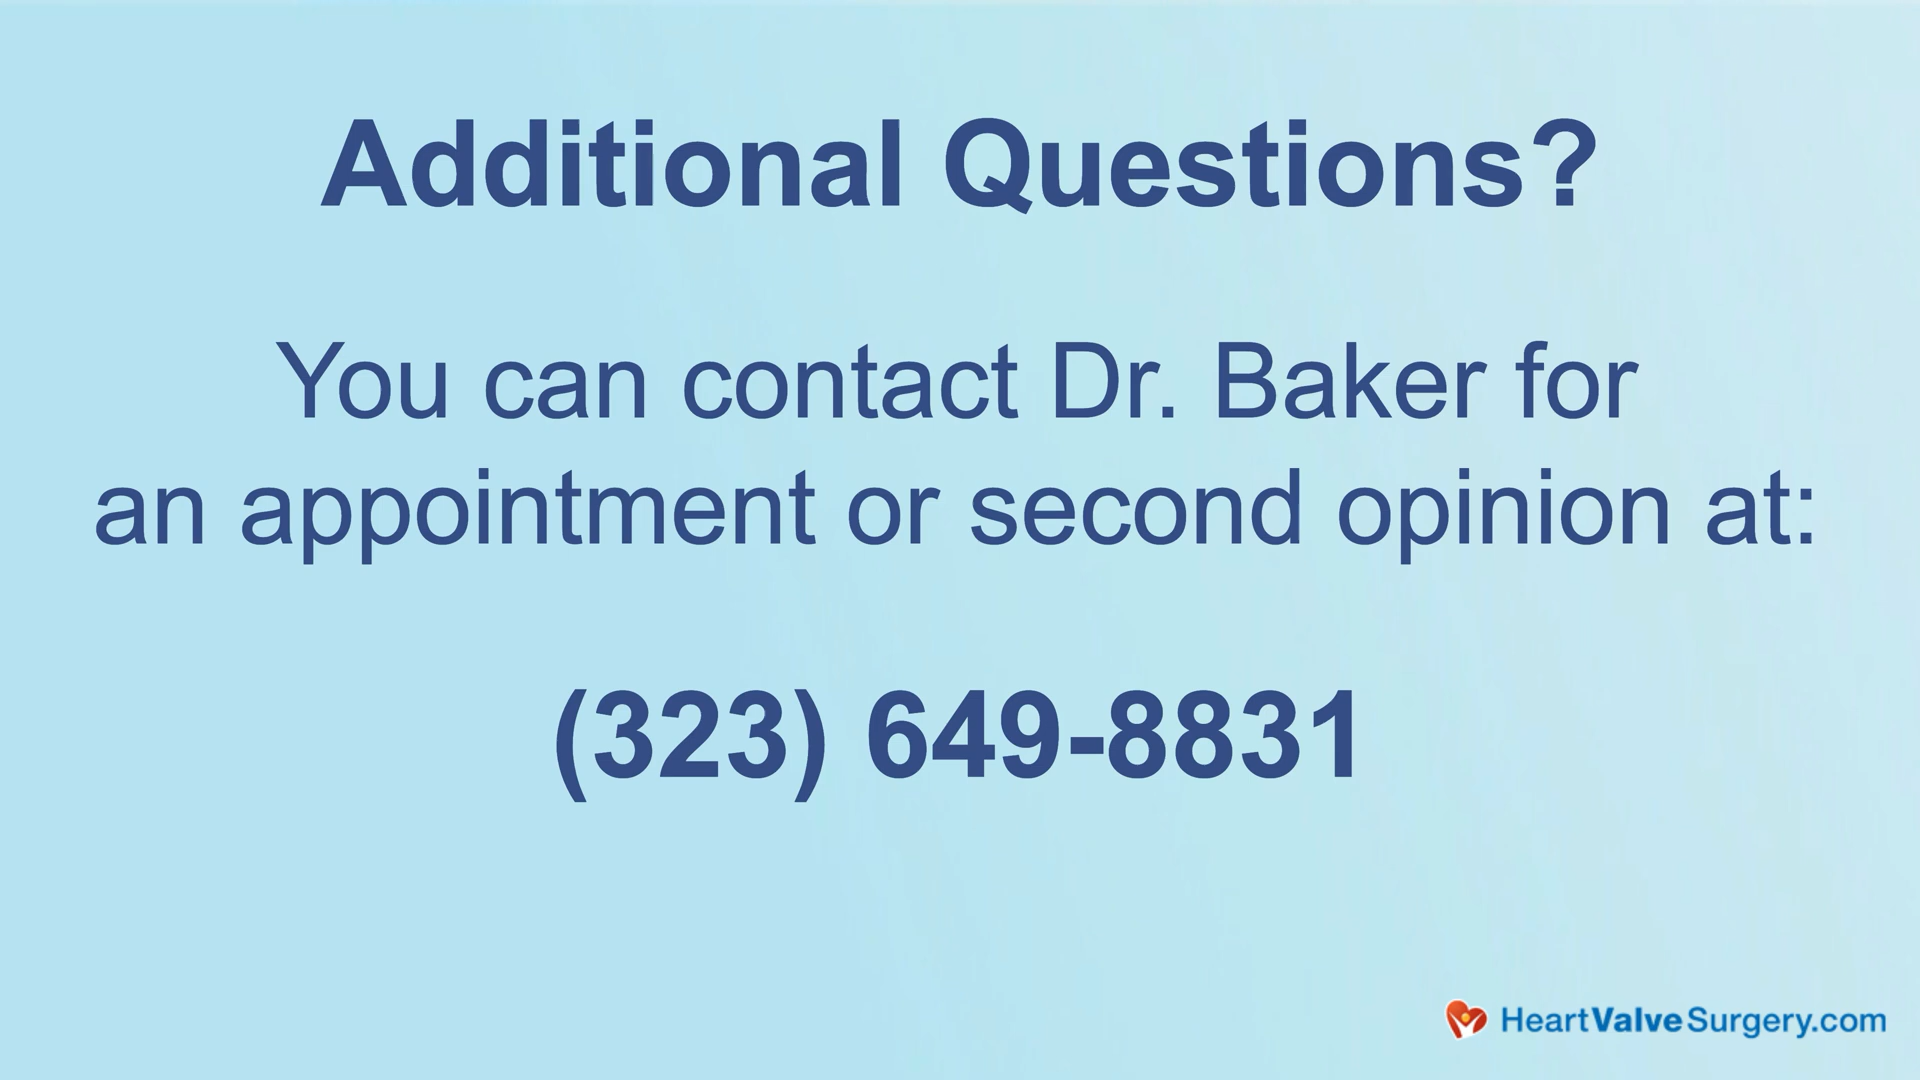 Additional Questions?
You can contact Dr. Baker for
an appointment or second opinion at:
(323) 649-8831
HeartValveSurgery.com